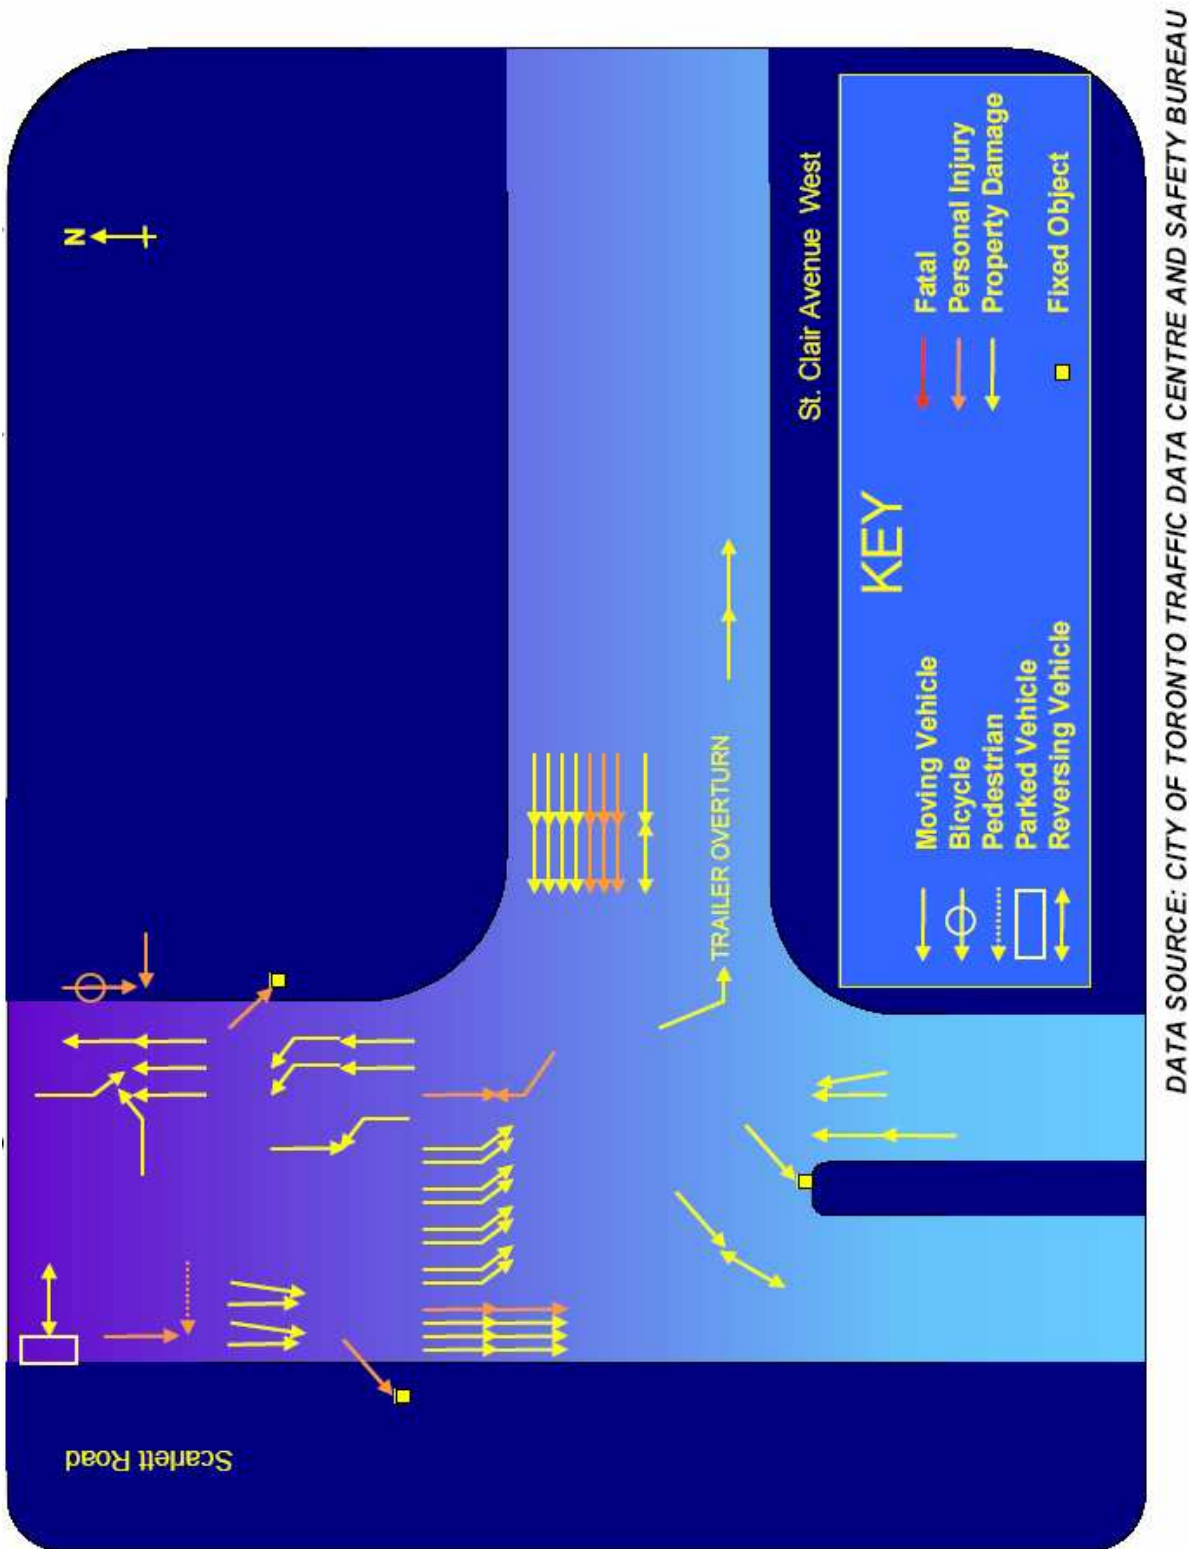 N
Scarlett Road
St. Clair Avenue West
TRAILER OVERTURN
KEY
Moving Vehicle
Bicycle
Pedestrian
Parked Vehicle
Reversing Vehicle
Fatal
Personal Injury
Property Damage
Fixed Object
DATA SOURCE: CITY OF TORONTO TRAFFIC DATA CENTRE AND SAFETY BUREAU